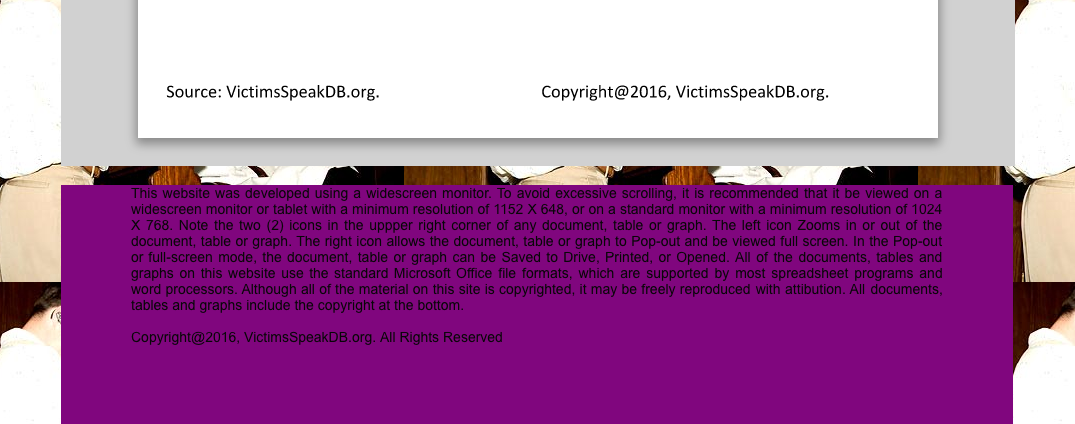 Source: VictimsSpeakDB.org. Copyright@2016, VictimsSpeakDB.org.
This website was developed using a widescreen monitor. To avoid excessive scrolling, it is recommended that it be viewed on a
widescreen monitor or tablet with a minimum resolution of 1152 X 648, or on a standard monitor with a minimum resolution of 1024
X 768. Note the two (2) icons in the uppper right corner of any document, table or graph. The left icon Zooms in or out of the
document, table or graph. The right icon allows the document, table or graph to Pop-out and be viewed full screen. In the Pop-out
or full-screen mode, the document, table or graph can be Saved to Drive, Printed, or Opened. All of the documents, tables and
graphs on this website use the standard Microsoft Office file formats, which are supported by most spreadsheet programs and
word processors. Although all of the material on this site is copyrighted, it may be freely reproduced with attibution. All documents,
tables and graphs include the copyright at the bottom.
Copyright@2016, VictimsSpeakDB.org. All Rights Reserved